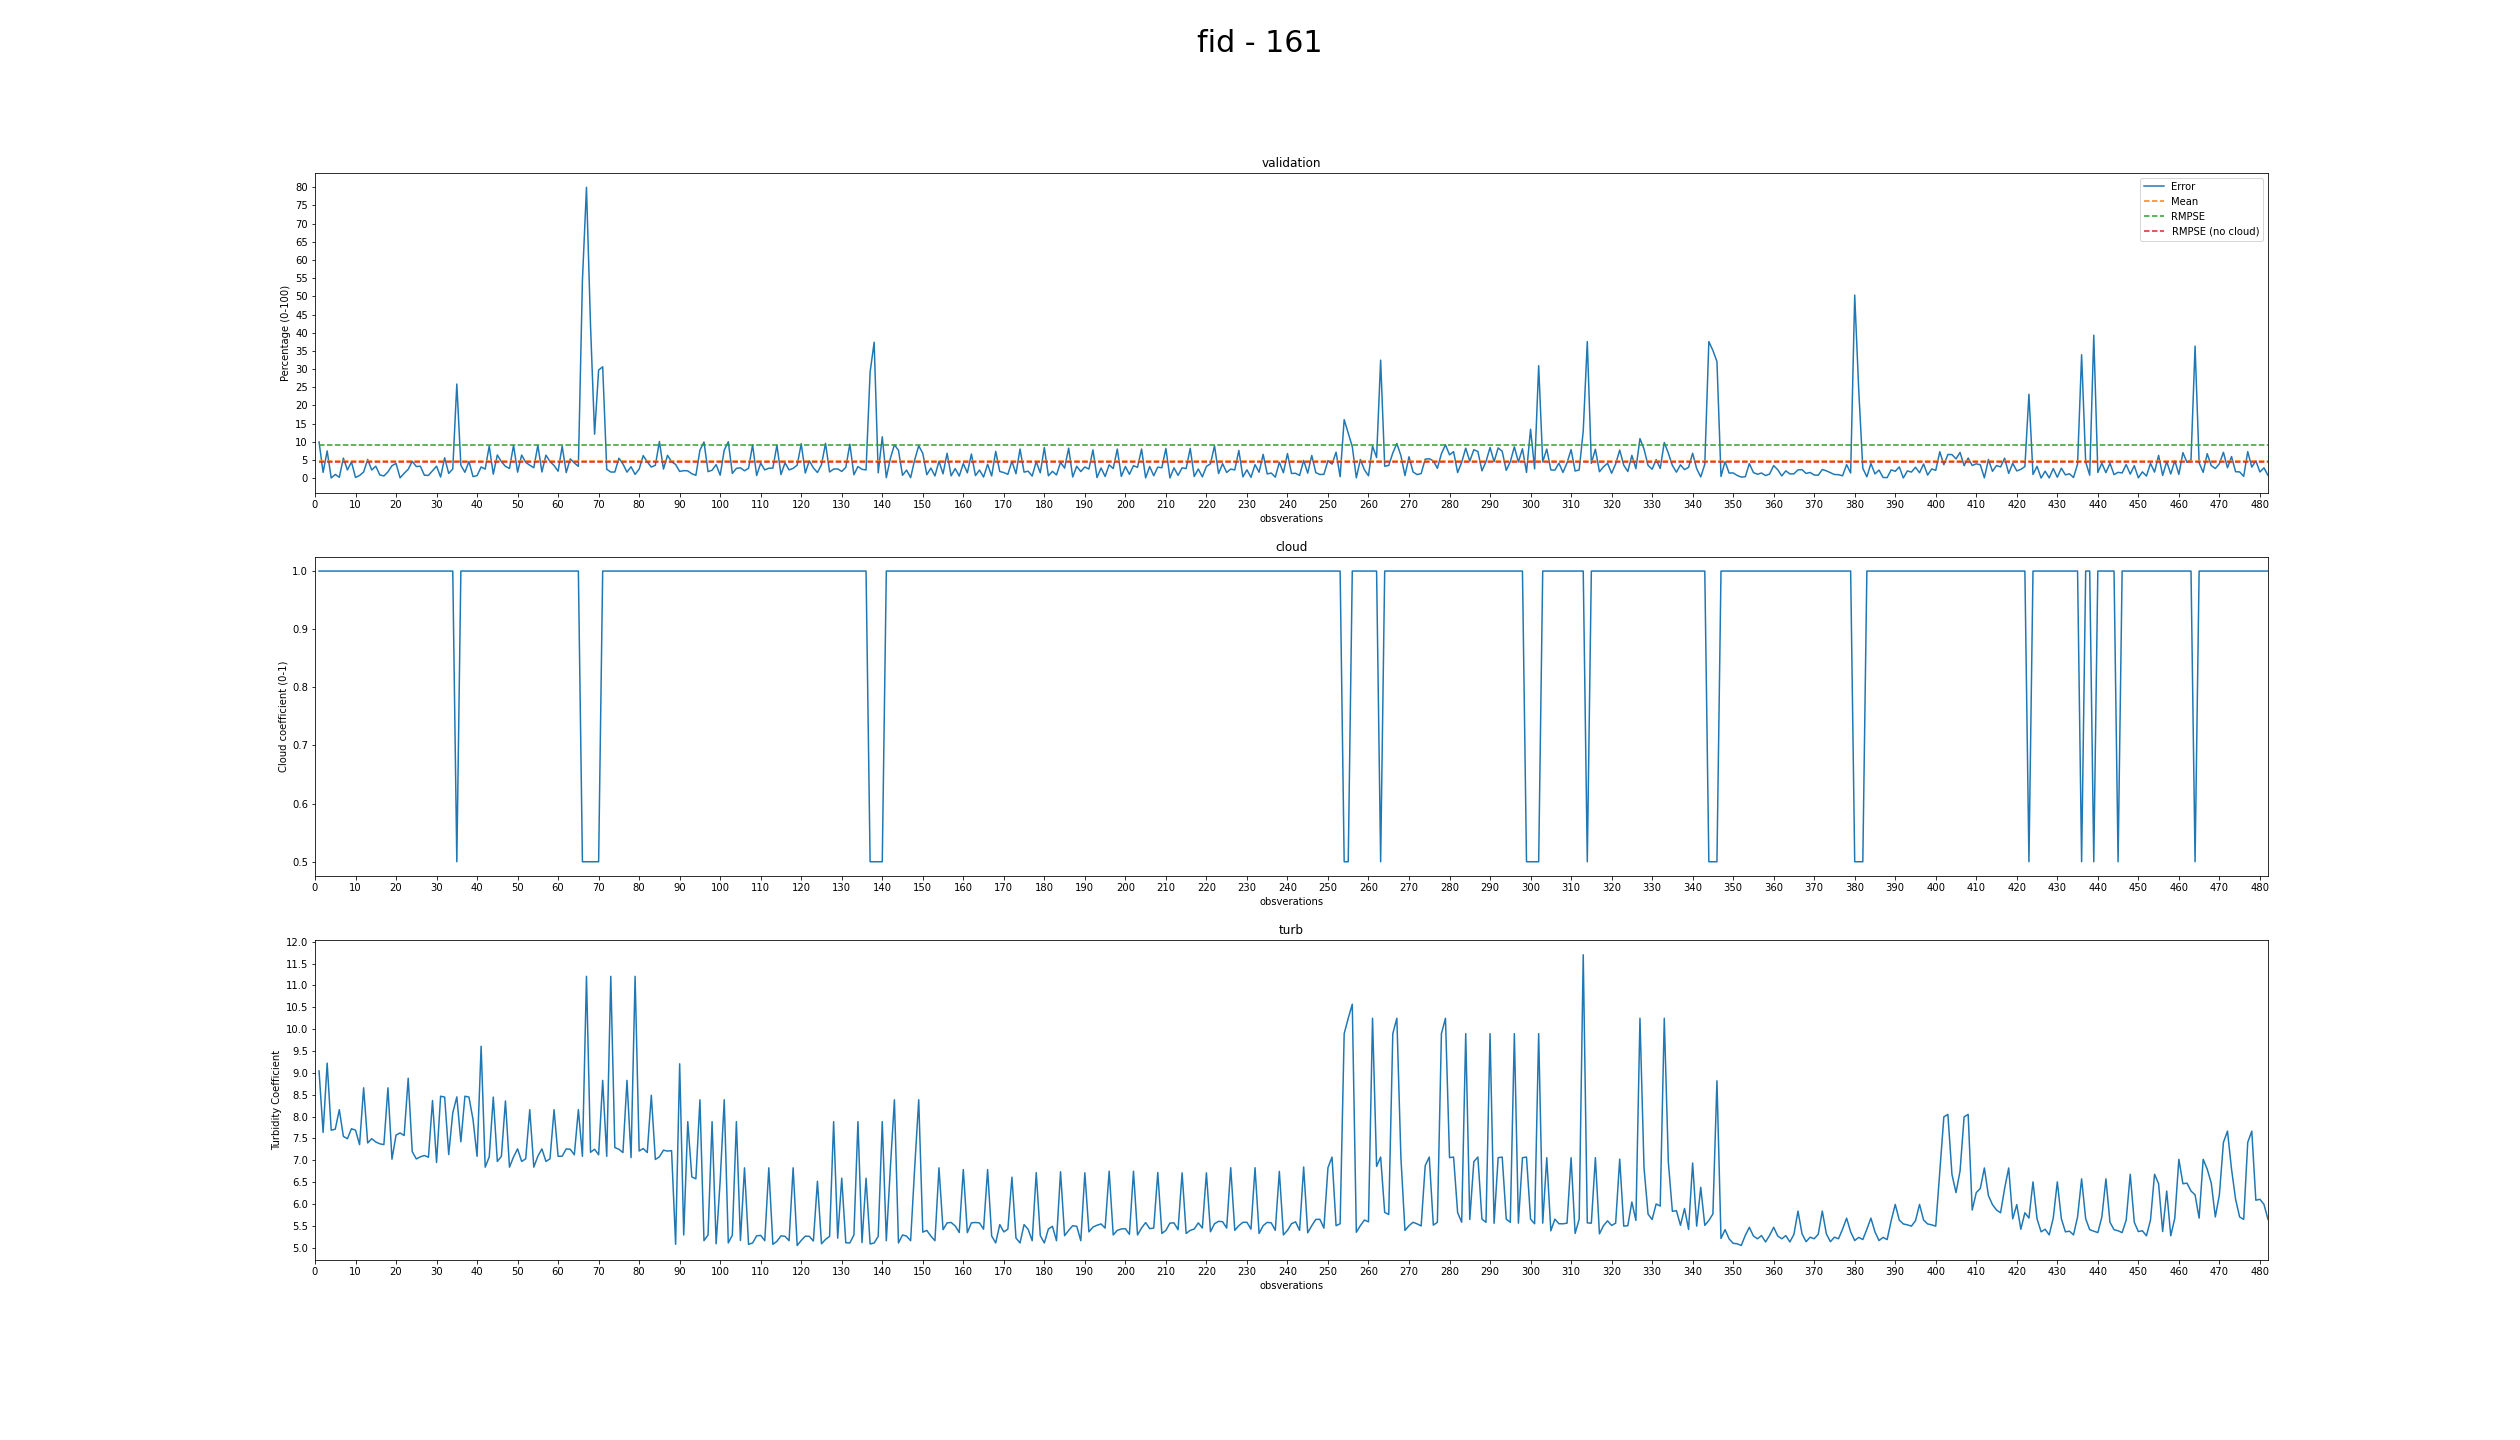 fid - 161
validation
Percentage (0-100)
80
75
70
65
60
55
50
45
40
35
30
25
20
15
10
5
0
Error
Mean
RMPSE
RMPSE (no cloud)
0 10 20 30 40 50 60 70 80 90 100 110 120 130 140 150 160 170 180 190 200 210 220 230 240 250 260 270 280 290 300 310 320 330 340 350 360 370 380 390 400 410 420 430 440 450 460 470 480
obsverations
cloud
Cloud coefficient (0-1)
1.0
0.9
0.8
0.7
0.6
0.5
0 10 20 30 40 50 60 70 80 90 100 110 120 130 140 150 160 170 180 190 200 210 220 230 240 250 260 270 280 290 300 310 320 330 340 350 360 370 380 390 400 410 420 430 440 450 460 470 480
obsverations
turb
Turbidity Coefficient
12.0
11.5
11.0
10.5
10.0
9.5
9.0
8.5
8.0
7.5
7.0
6.5
6.0
5.5
5.0
0 10 20 30 40 50 60 70 80 90 100 110 120 130 140 150 160 170 180 190 200 210 220 230 240 250 260 270 280 290 300 310 320 330 340 350 360 370 380 390 400 410 420 430 440 450 460 470 480
obsverations